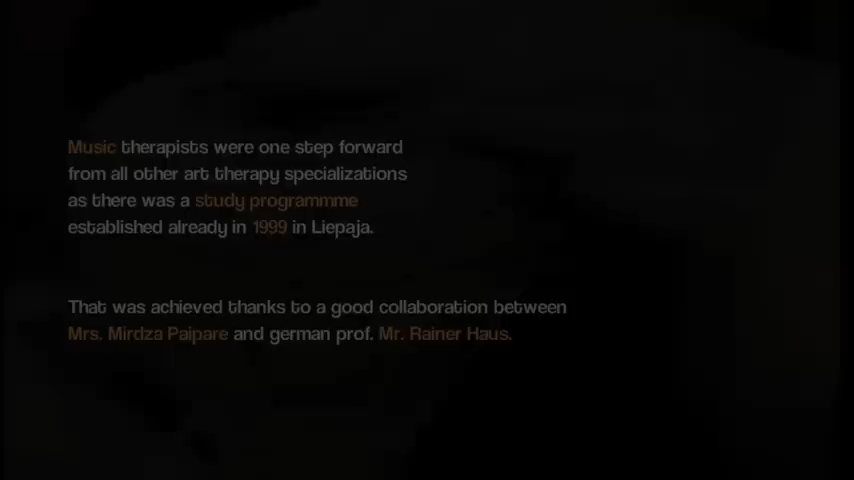 Music therapists were one step forward
from all other art therapy specializations
as there was a study programmme
established already in 1999 in Liepaja.
That was achieved thanks to a good collaboration between
Mrs. Mirdza Paipare and german prof. Mr. Rainer Haus.